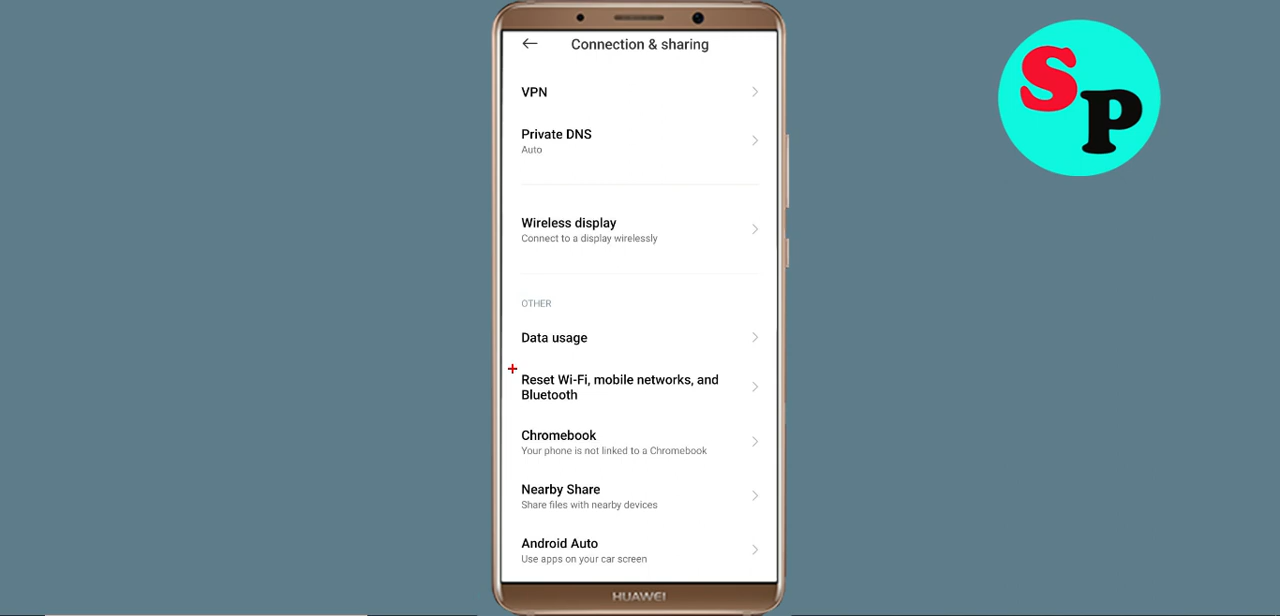 Connection & sharing
VPN
Private DNS
Auto
Wireless display
Connect to a display wirelessly
OTHER
Data usage
Reset Wi-Fi, mobile networks, and
Bluetooth
Chromebook
Your phone is not linked to a Chromebook
Nearby Share
Share files with nearby devices
Android Auto
Use apps on your car screen
HUAWEI
SP